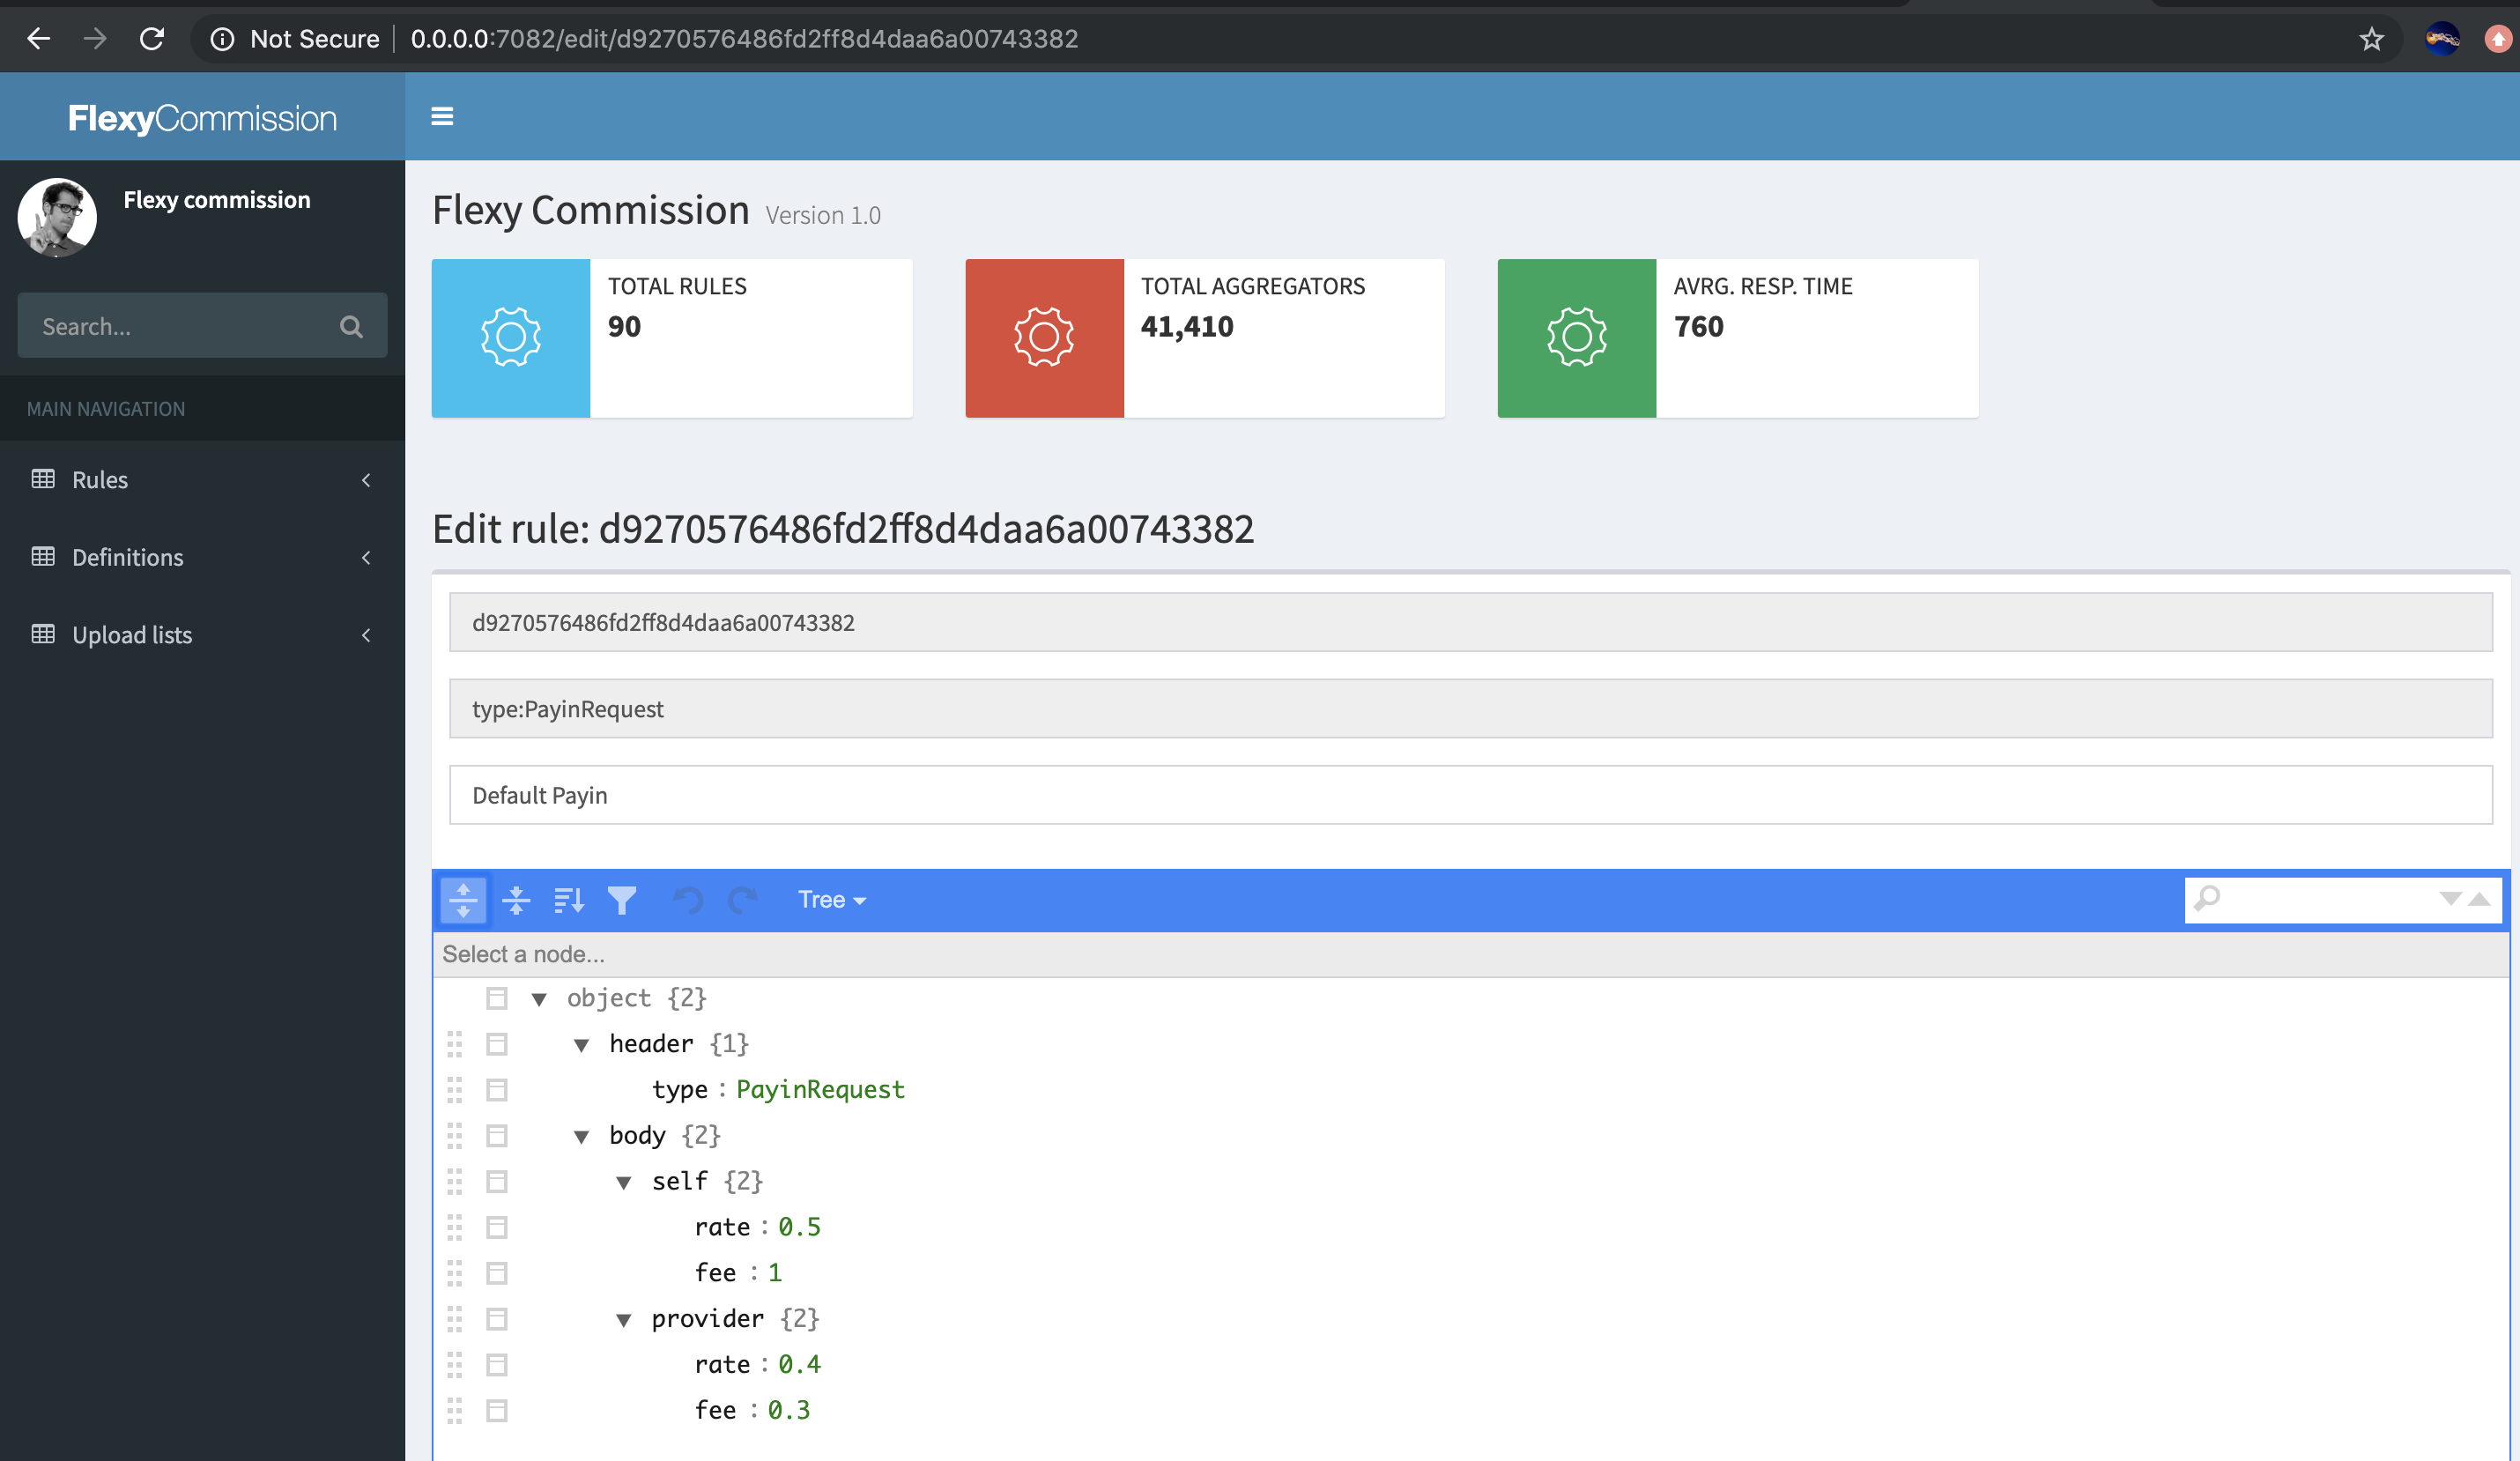 Not Secure 0.0.0.0:7082/edit/d9270576486fd2ff8d4daa6a00743382
FlexyCommission
Flexy commission
Search...
MAIN NAVIGATION
Rules
Definitions
Upload lists
Flexy Commission Version 1.0
TOTAL RULES
90
TOTAL AGGREGATORS
41,410
AVRG. RESP. TIME
760
Edit rule: d9270576486fd2ff8d4daa6a00743382
d9270576486fd2ff8d4daa6a00743382
type:PayinRequest
Default Payin
Tree
Select a node...
object {2}
header {1}
type : PayinRequest
body {2}
self {2}
rate : 0.5
fee : 1
provider {2}
rate : 0.4
fee : 0.3